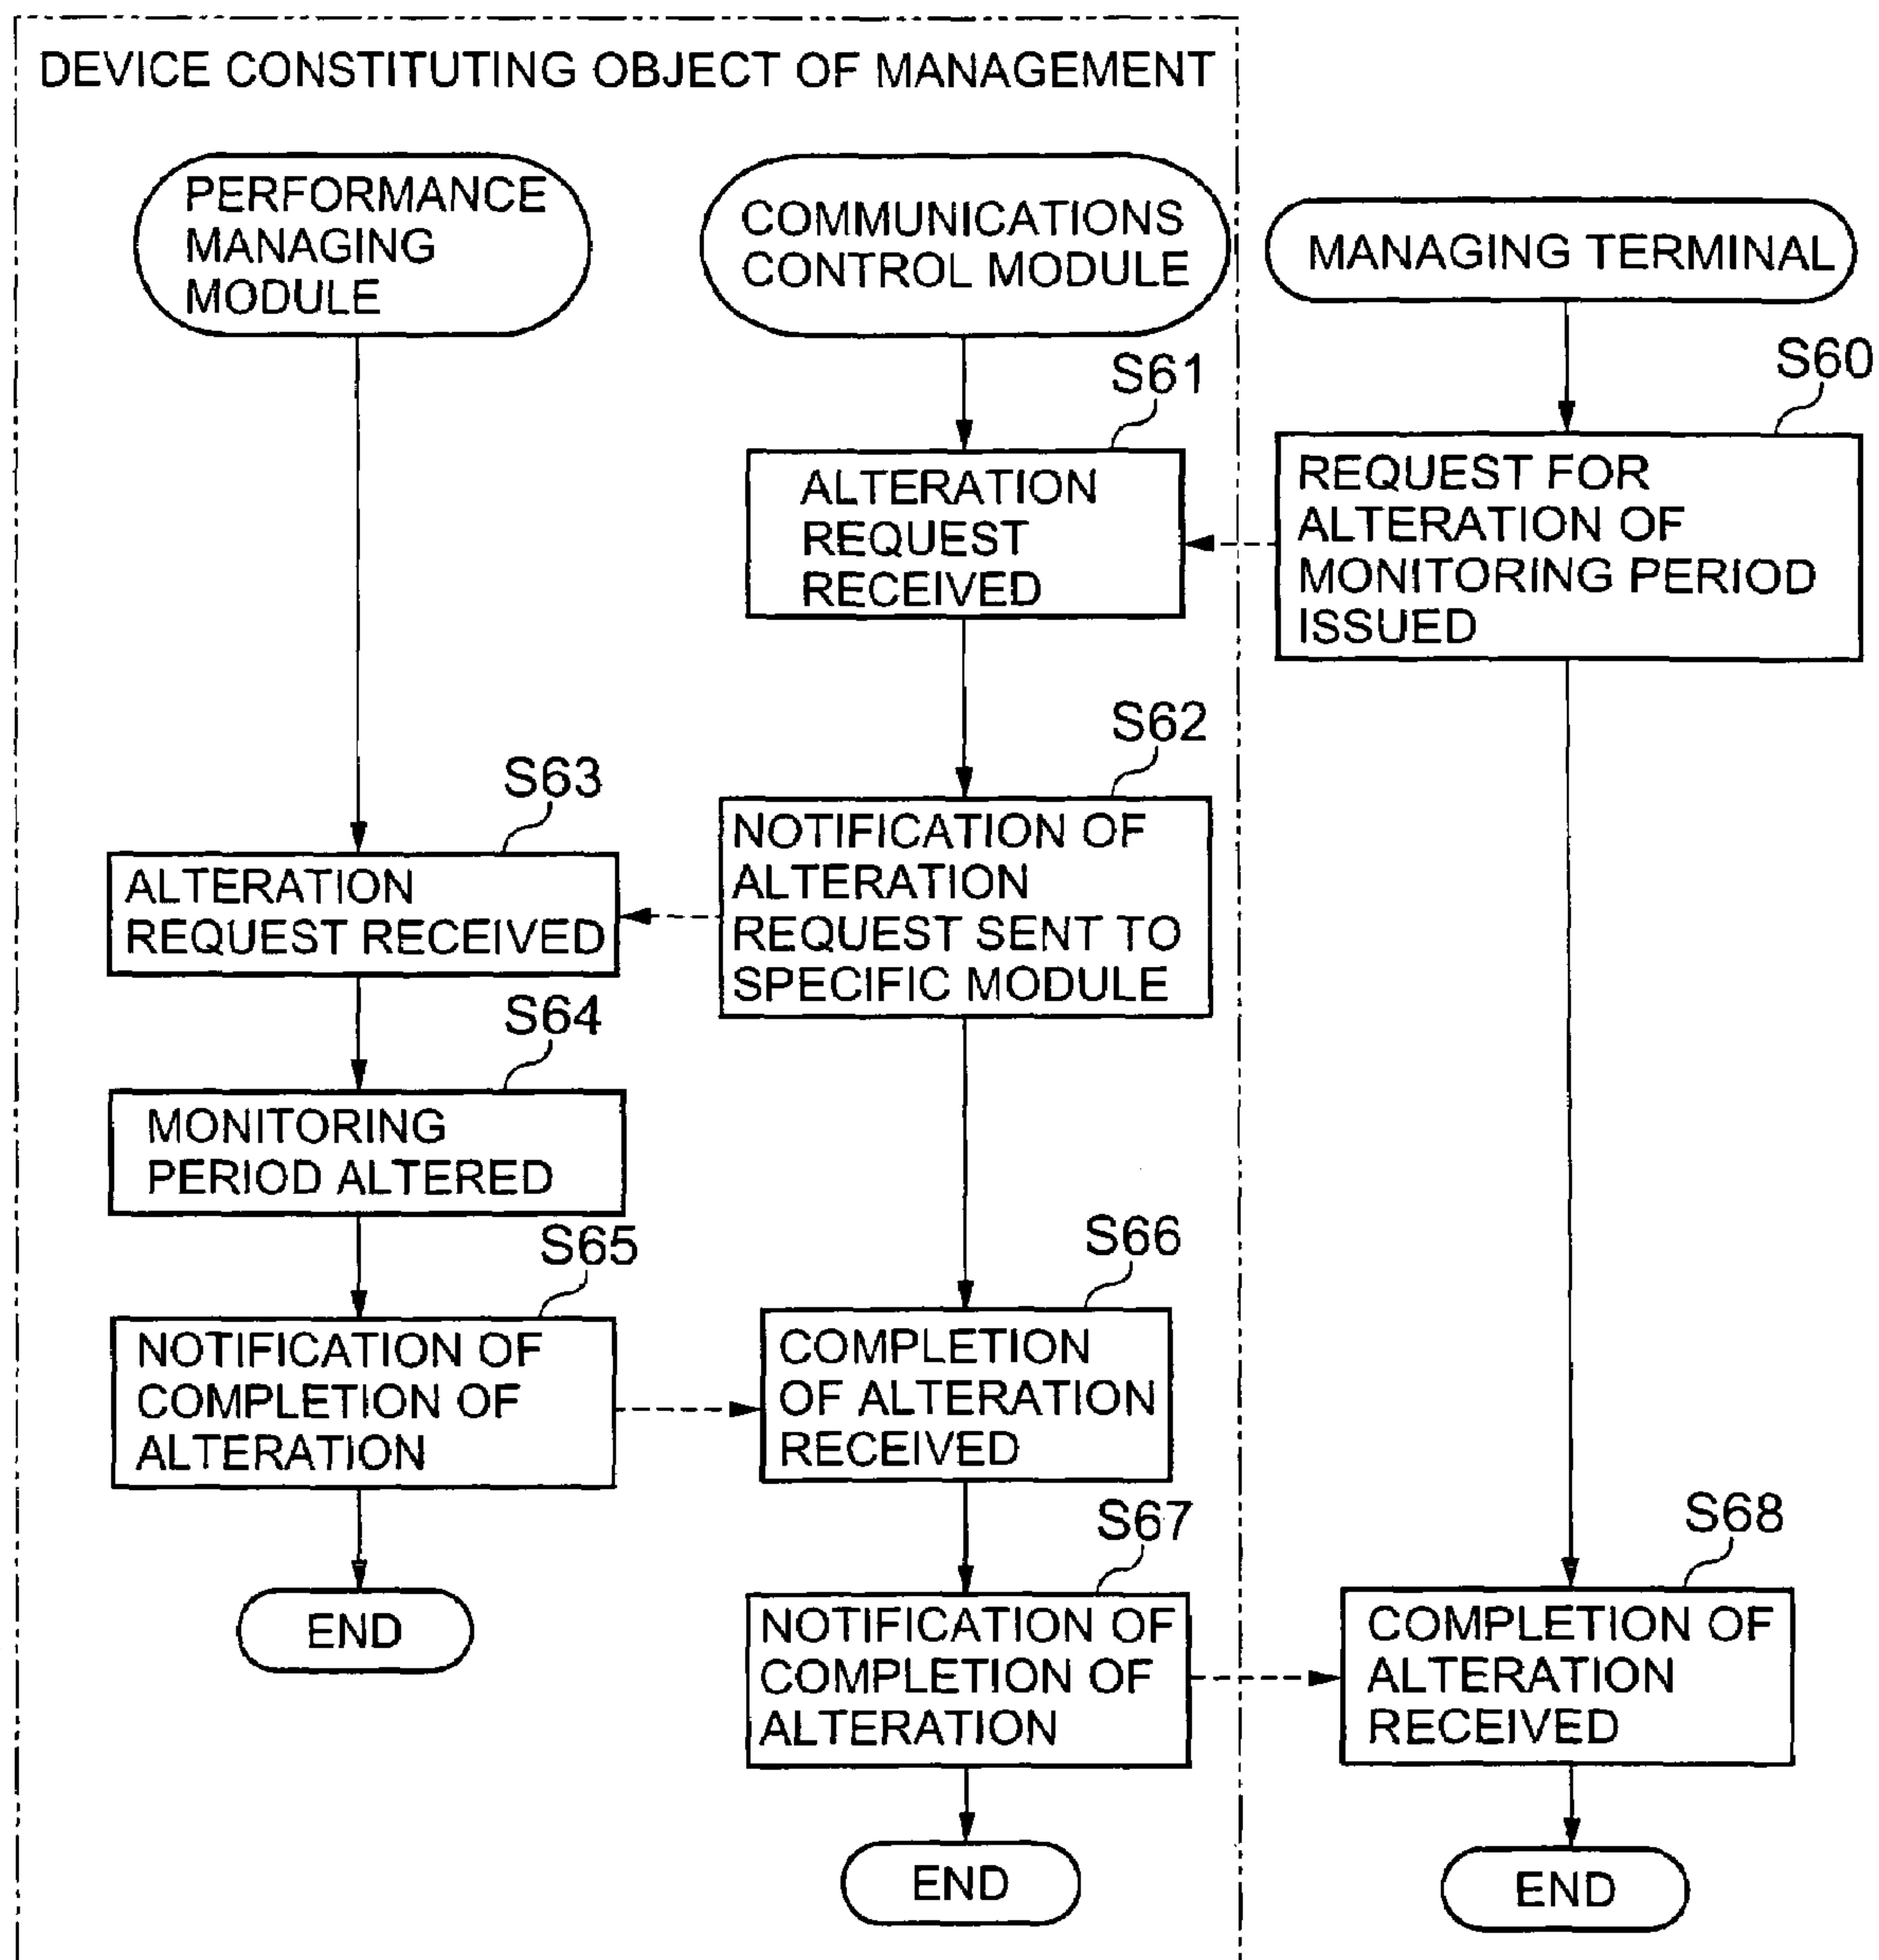 DEVICE CONSTITUTING OBJECT OF MANAGEMENT
PERFORMANCE
MANAGING
MODULE
COMMUNICATIONS
CONTROL MODULE
MANAGING TERMINAL
S60
REQUEST FOR
ALTERATION OF
MONITORING PERIOD
ISSUED
S61
ALTERATION
REQUEST
RECEIVED
S62
NOTIFICATION OF
ALTERATION
REQUEST SENT TO
SPECIFIC MODULE
S63
ALTERATION
REQUEST RECEIVED
S64
MONITORING
PERIOD ALTERED
S65
NOTIFICATION OF
COMPLETION OF
ALTERATION
END
S66
COMPLETION
OF ALTERATION
RECEIVED
S67
NOTIFICATION OF
COMPLETION OF
ALTERATION
END
S68
COMPLETION OF
ALTERATION
RECEIVED
END